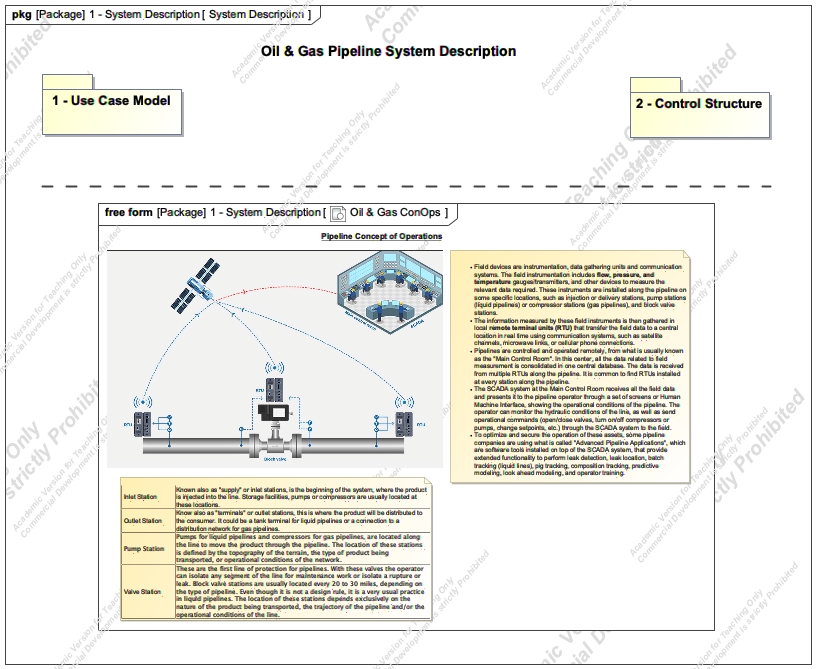 pkg [Package] 1 - System Description [ System Description ]
Oil & Gas Pipeline System Description
1 - Use Case Model
2 - Control Structure
free form [Package] 1 - System Description [ Oil & Gas ConOps ]
Pipeline Concept of Operations
Main control room
SCADA
RTU
RTU
RTU
Block valve
• Field devices are instrumentation, data gathering units and communication
systems. The field instrumentation includes flow, pressure, and
temperature gauges/transmitters, and other devices to measure the
relevant data required. These instruments are installed along the pipeline on
some specific locations, such as injection or delivery stations, pump stations
(liquid pipelines) or compressor stations (gas pipelines), and block valve
stations.
• The information measured by these field instruments is then gathered in
local remote terminal units (RTU) that transfer the field data to a central
location in real time using communication systems, such as satellite
channels, microwave links, or cellular phone connections.
• Pipelines are controlled and operated remotely, from what is usually known
as the "Main Control Room". In this center, all the data related to field
measurement is consolidated in one central database. The data is received
from multiple RTUs along the pipeline. It is common to find RTUs installed
at every station along the pipeline.
• The SCADA system at the Main Control Room receives all the field data
and presents it to the pipeline operator through a set of screens or Human
Machine Interface, showing the operational conditions of the pipeline. The
operator can monitor the hydraulic conditions of the line, as well as send
operational commands (open/close valves, turn on/off compressors or
pumps, change setpoints, etc.) through the SCADA system to the field.
• To optimize and secure the operation of these assets, some pipeline
companies are using what is called "Advanced Pipeline Applications", which
are software tools installed on top of the SCADA system, that provide
extended functionality to perform leak detection, leak location, batch
tracking (liquid lines), pig tracking, composition tracking, predictive
modeling, look ahead modeling, and operator training.
Inlet Station
Known also as "supply" or inlet stations, is the beginning of the system, where the product
is injected into the line. Storage facilities, pumps or compressors are usually located at
these locations.
Outlet Station
Know also as "terminals" or outlet stations, this is where the product will be distributed to
the consumer. It could be a tank terminal for liquid pipelines or a connection to a
distribution network for gas pipelines.
Pump Station
Pumps for liquid pipelines and compressors for gas pipelines, are located along
the line to move the product through the pipeline. The location of these stations
is defined by the topography of the terrain, the type of product being
transported, or operational conditions of the network.
Valve Station
These are the first line of protection for pipelines. With these valves the operator
can isolate any segment of the line for maintenance work or isolate a rupture or
leak. Block valve stations are usually located every 20 to 30 miles, depending on
the type of pipeline. Even though it is not a design rule, it is a very usual practice
in liquid pipelines. The location of these stations depends exclusively on the
nature of the product being transported, the trajectory of the pipeline and/or the
operational conditions of the line.
Academic Version for Teaching Only
Commercial Development is strictly Prohibited